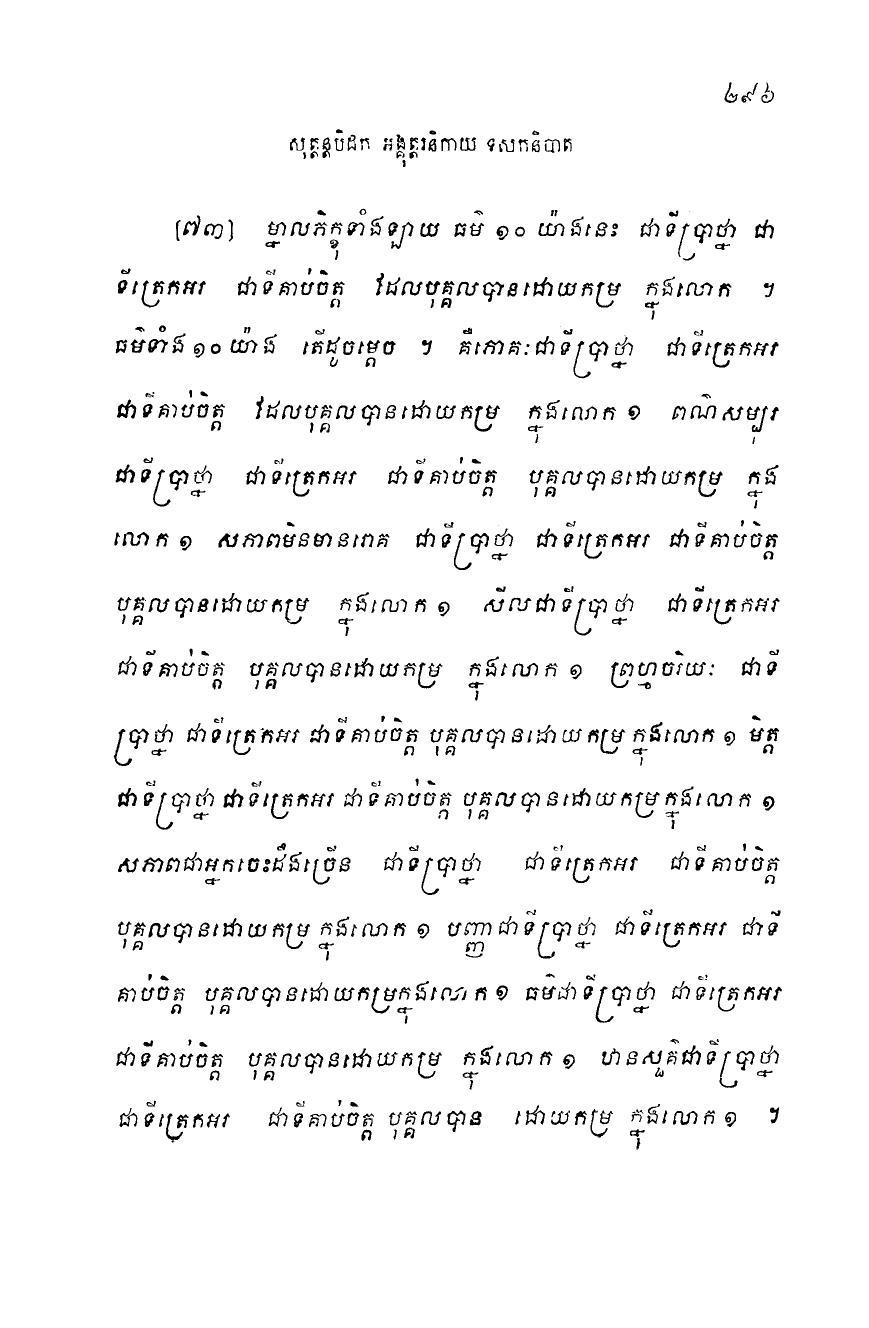 ២៩៦
សុត្តន្តបិដក អង្គុត្តរនិកាយ ទសកនិបាត
[៧៣] ម្នាលភិក្ខុទាំងឡាយ ធម៌ ១០ យ៉ាងនេះ ជាទីប្រាថ្នា ជា
ទីត្រេកអរ ជាទីគាប់ចិត្ត ដែលបុគ្គលបានដោយកម្រ ក្នុងលោក ។
ធម៌ទាំង ១០ យ៉ាង តើដូចម្តេច ។ គឺភោគៈជាទីប្រាថ្នា ជាទីត្រេកអរ
ជាទីគាប់ចិត្ត ដែលបុគ្គលបានដោយកម្រ ក្នុងលោក ១ ពណ៌សម្បុរ
ជាទីប្រាថ្នា ជាទីត្រេកអរ ជាទីគាប់ចិត្ត បុគ្គលបានដោយកម្រ ក្នុង
លោក ១ សភាពមិនមានរោគ ជាទីប្រាថ្នា ជាទីត្រេកអរ ជាទីគាប់ចិត្ត
បុគ្គលបានដោយកម្រ ក្នុងលោក ១ សីលជាទីប្រាថ្នា ជាទីត្រេកអរ
ជាទីគាប់ចិត្ត បុគ្គលបានដោយកម្រ ក្នុងលោក ១ ព្រហ្មចរិយៈ ជាទី
ប្រាថ្នា ជាទីត្រេកអរ ជាទីគាប់ចិត្ត បុគ្គលបានដោយកម្រ ក្នុងលោក ១ មិត្ត
ជាទីប្រាថ្នា ជាទីត្រេកអរ ជាទីគាប់ចិត្ត បុគ្គលបានដោយកម្រក្នុងលោក ១
សភាពជាអ្នកចេះដឹងច្រើន ជាទីប្រាថ្នា ជាទីត្រេកអរ ជាទីគាប់ចិត្ត
បុគ្គលបានដោយកម្រ ក្នុងលោក ១ បញ្ញាជាទីប្រាថ្នា ជាទីត្រេកអរ ជាទី
គាប់ចិត្ត បុគ្គលបានដោយកម្រក្នុងលោក ១ ធម៌ជាទីប្រាថ្នា ជាទីត្រេកអរ
ជាទីគាប់ចិត្ត បុគ្គលបានដោយកម្រ ក្នុងលោក ១ ឋានសួគ៌ជាទីប្រាថ្នា
ជាទីត្រេកអរ ជាទីគាប់ចិត្ត បុគ្គលបាន ដោយកម្រ ក្នុងលោក ១ ។